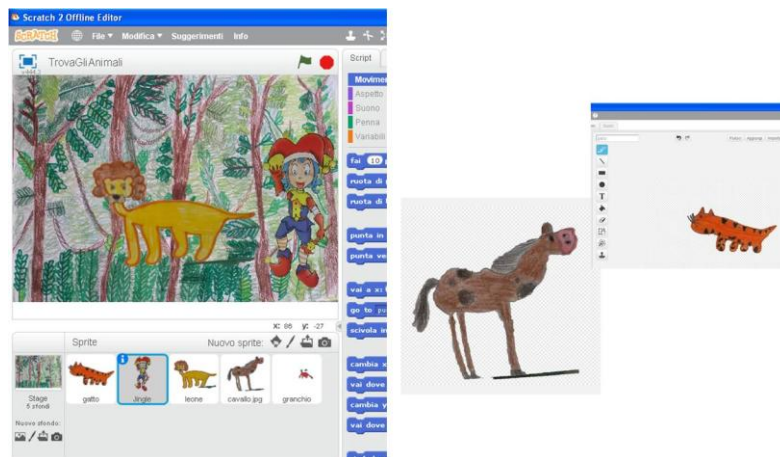 Scratch 2 Offline Editor
SCRATCH File Modifica Suggerimenti Info
TrovaGliAnimali
Script
Aspetto
Suono
Penna
Variabili
fai 10
ruota di
ruota di
punta in
punta ve
vai a x:
go to
scivola in
cambia x
vai dove
cambia y
vai dove
x: 86 y: -27
Sprite Nuovo sprite:
Stage
5 sfondi
gatto
Jingle
leone
cavallo.jpg
granchio
Nuovo sfondo:
T